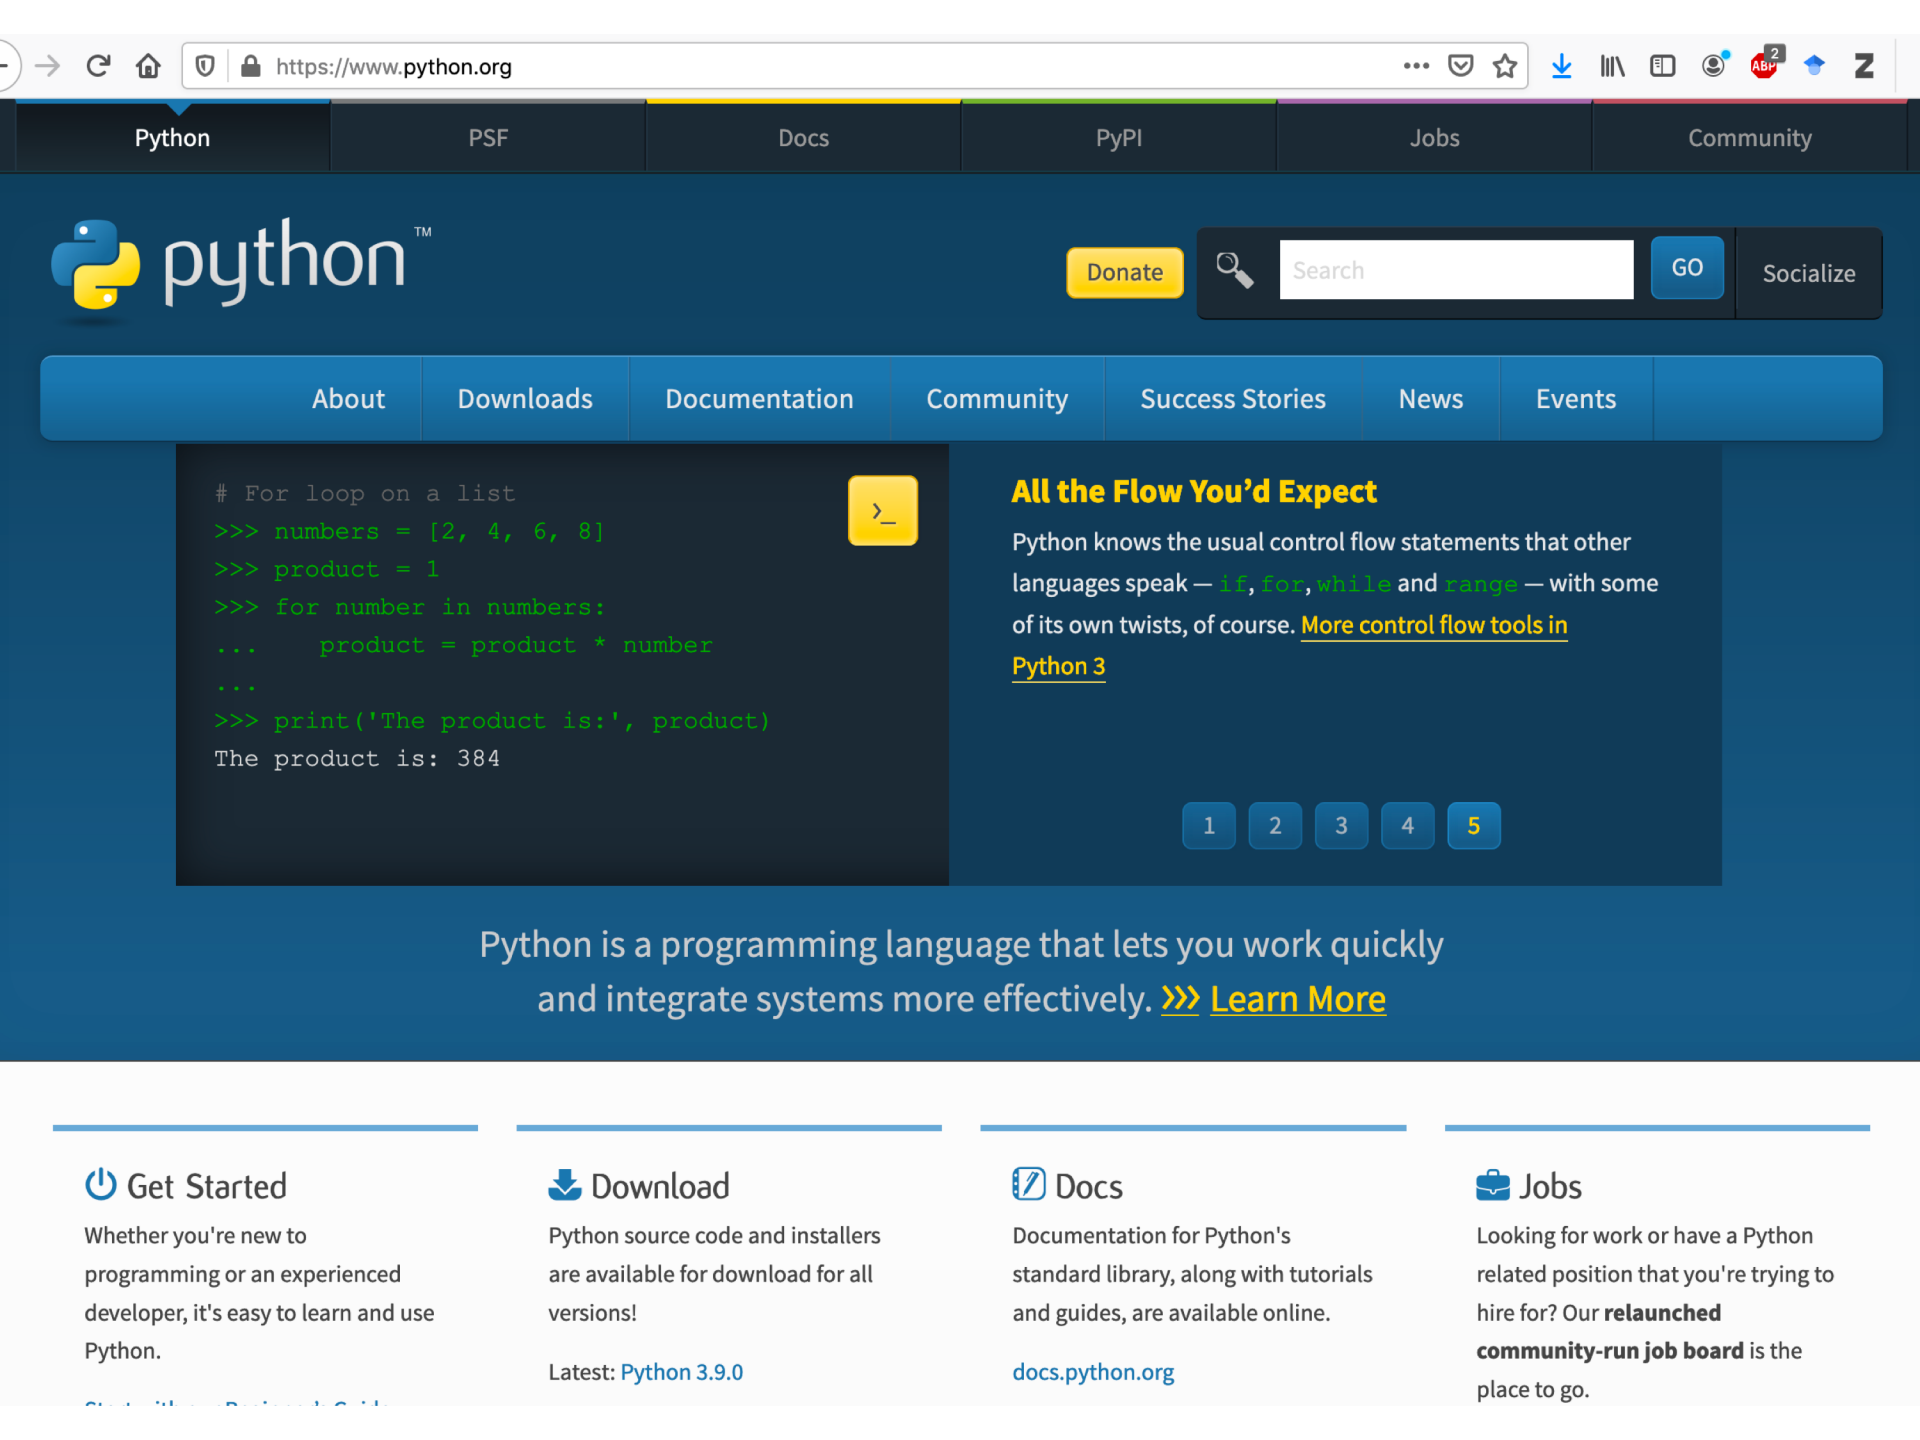 https://www.python.org
ABP 2
Z
Python PSF Docs PyPI Jobs Community
python™
Donate Search GO Socialize
About Downloads Documentation Community Success Stories News Events
# For loop on a list
>>> numbers = [2, 4, 6, 8]
>>> product = 1
>>> for number in numbers:
...    product = product * number
...
>>> print('The product is:', product)
The product is: 384
>_
All the Flow You’d Expect
Python knows the usual control flow statements that other
languages speak — if, for, while and range — with some
of its own twists, of course. More control flow tools in
Python 3
1 2 3 4 5
Python is a programming language that lets you work quickly
and integrate systems more effectively. >>> Learn More
Get Started
Whether you're new to
programming or an experienced
developer, it's easy to learn and use
Python.
Download
Python source code and installers
are available for download for all
versions!
Latest: Python 3.9.0
Docs
Documentation for Python's
standard library, along with tutorials
and guides, are available online.
docs.python.org
Jobs
Looking for work or have a Python
related position that you're trying to
hire for? Our relaunched
community-run job board is the
place to go.